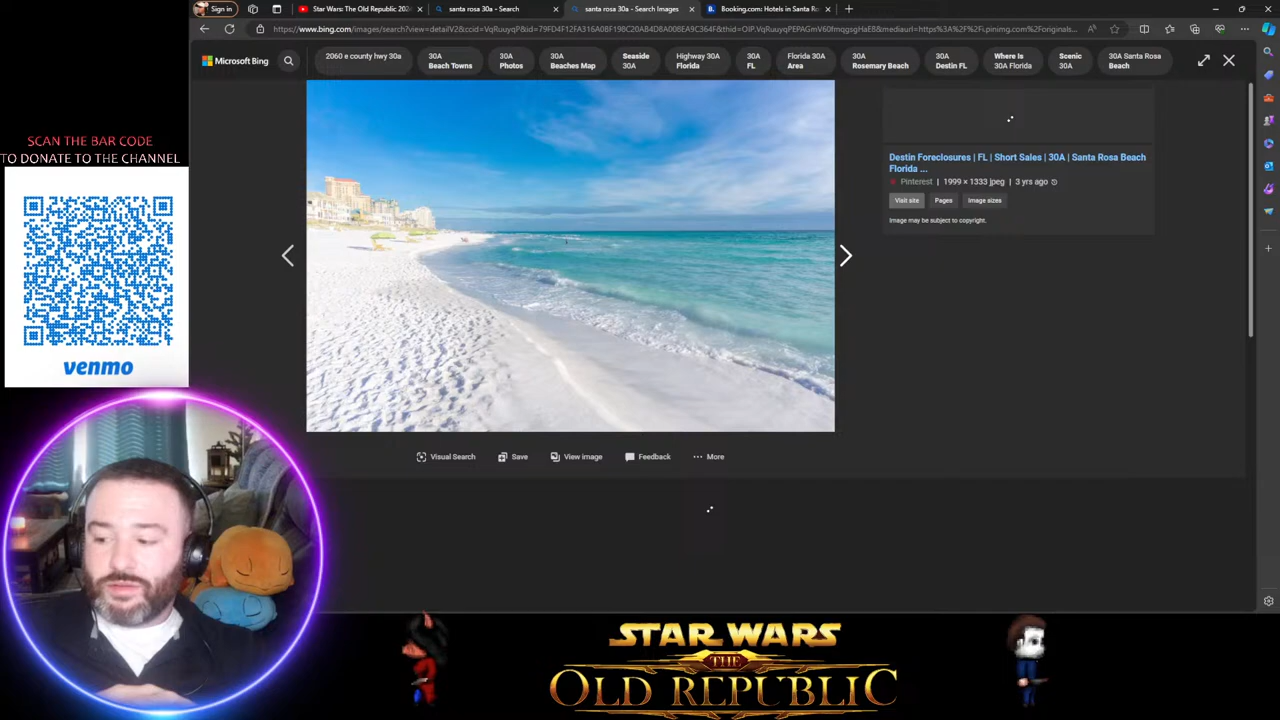 Sign in
Star Wars: The Old Republic 202
santa rosa 30a - Search
santa rosa 30a - Search Images
Booking.com: Hotels in Santa Ro
Microsoft Bing
2060 e county hwy 30a
30A
Beach Towns
30A
Photos
30A
Beaches Map
Seaside
30A
Highway 30A
Florida
30A
FL
Florida 30A
Area
30A
Rosemary Beach
30A
Destin FL
Where Is
30A Florida
Scenic
30A
30A Santa Rosa
Beach
SCAN THE BAR CODE
TO DONATE TO THE CHANNEL
venmo
Destin Foreclosures | FL | Short Sales | 30A | Santa Rosa Beach
Florida ...
Pinterest | 1999 × 1333 jpeg | 3 yrs ago
Visit site
Pages
Image sizes
Image may be subject to copyright.
Visual Search
Save
View image
Feedback
More
STAR WARS
THE
OLD REPUBLIC